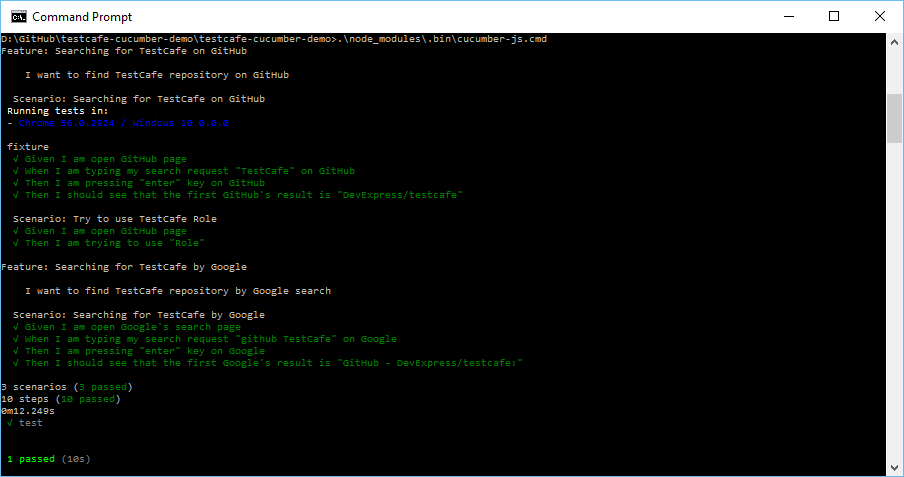 Command Prompt
D:\GitHub\testcafe-cucumber-demo\testcafe-cucumber-demo>.\node_modules\.bin\cucumber-js.cmd
Feature: Searching for TestCafe on GitHub
I want to find TestCafe repository on GitHub
Scenario: Searching for TestCafe on GitHub
Running tests in:
- Chrome 56.0.2924 / Windows 10 0.0.0
fixture
√ Given I am open GitHub page
√ When I am typing my search request "TestCafe" on GitHub
√ Then I am pressing "enter" key on GitHub
√ Then I should see that the first GitHub's result is "DevExpress/testcafe"
Scenario: Try to use TestCafe Role
√ Given I am open GitHub page
√ Then I am trying to use "Role"
Feature: Searching for TestCafe by Google
I want to find TestCafe repository by Google search
Scenario: Searching for TestCafe by Google
√ Given I am open Google's search page
√ When I am typing my search request "github TestCafe" on Google
√ Then I am pressing "enter" key on Google
√ Then I should see that the first Google's result is "GitHub - DevExpress/testcafe:"
3 scenarios (3 passed)
10 steps (10 passed)
0m12.249s
√ test
1 passed (10s)